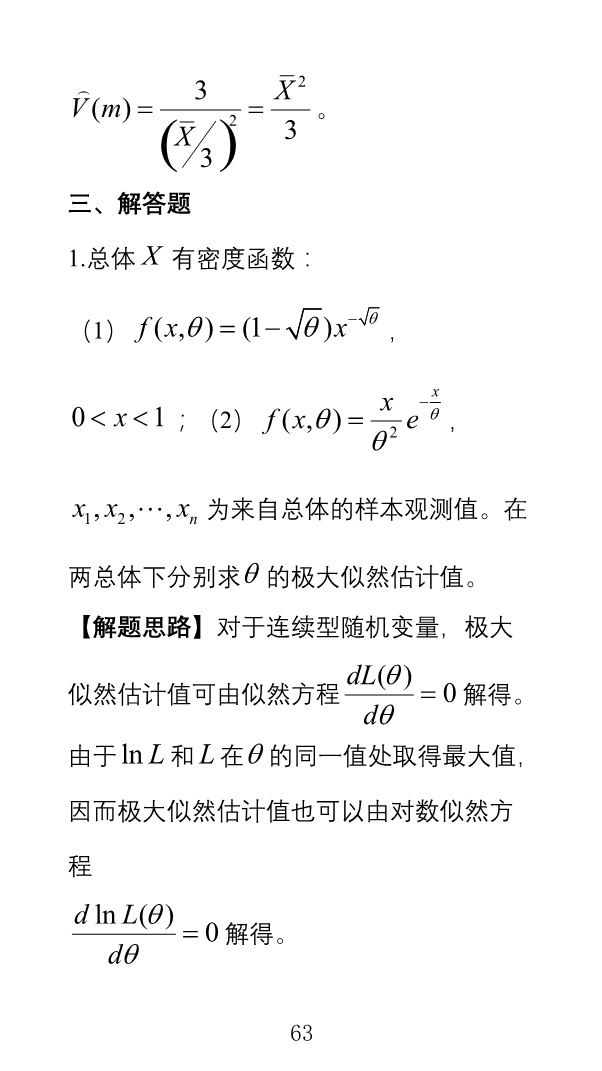 $\hat{V}(m)=\frac{3}{\left(\overline{X}/3\right)^2}=\frac{\overline{X}^2}{3}$。
三、解答题
1.总体 $X$ 有密度函数：
（1） $f(x,\theta)=(1-\sqrt{\theta})x^{-\sqrt{\theta}}$，
$0<x<1$；（2） $f(x,\theta)=\frac{x}{\theta^2}e^{-\frac{x}{\theta}}$，
$x_1,x_2,\cdots,x_n$ 为来自总体的样本观测值。在
两总体下分别求 $\theta$ 的极大似然估计值。
【解题思路】对于连续型随机变量，极大
似然估计值可由似然方程 $\frac{dL(\theta)}{d\theta}=0$ 解得。
由于 $\ln L$ 和 $L$ 在 $\theta$ 的同一值处取得最大值，
因而极大似然估计值也可以由对数似然方
程
$\frac{d\ln L(\theta)}{d\theta}=0$ 解得。
63